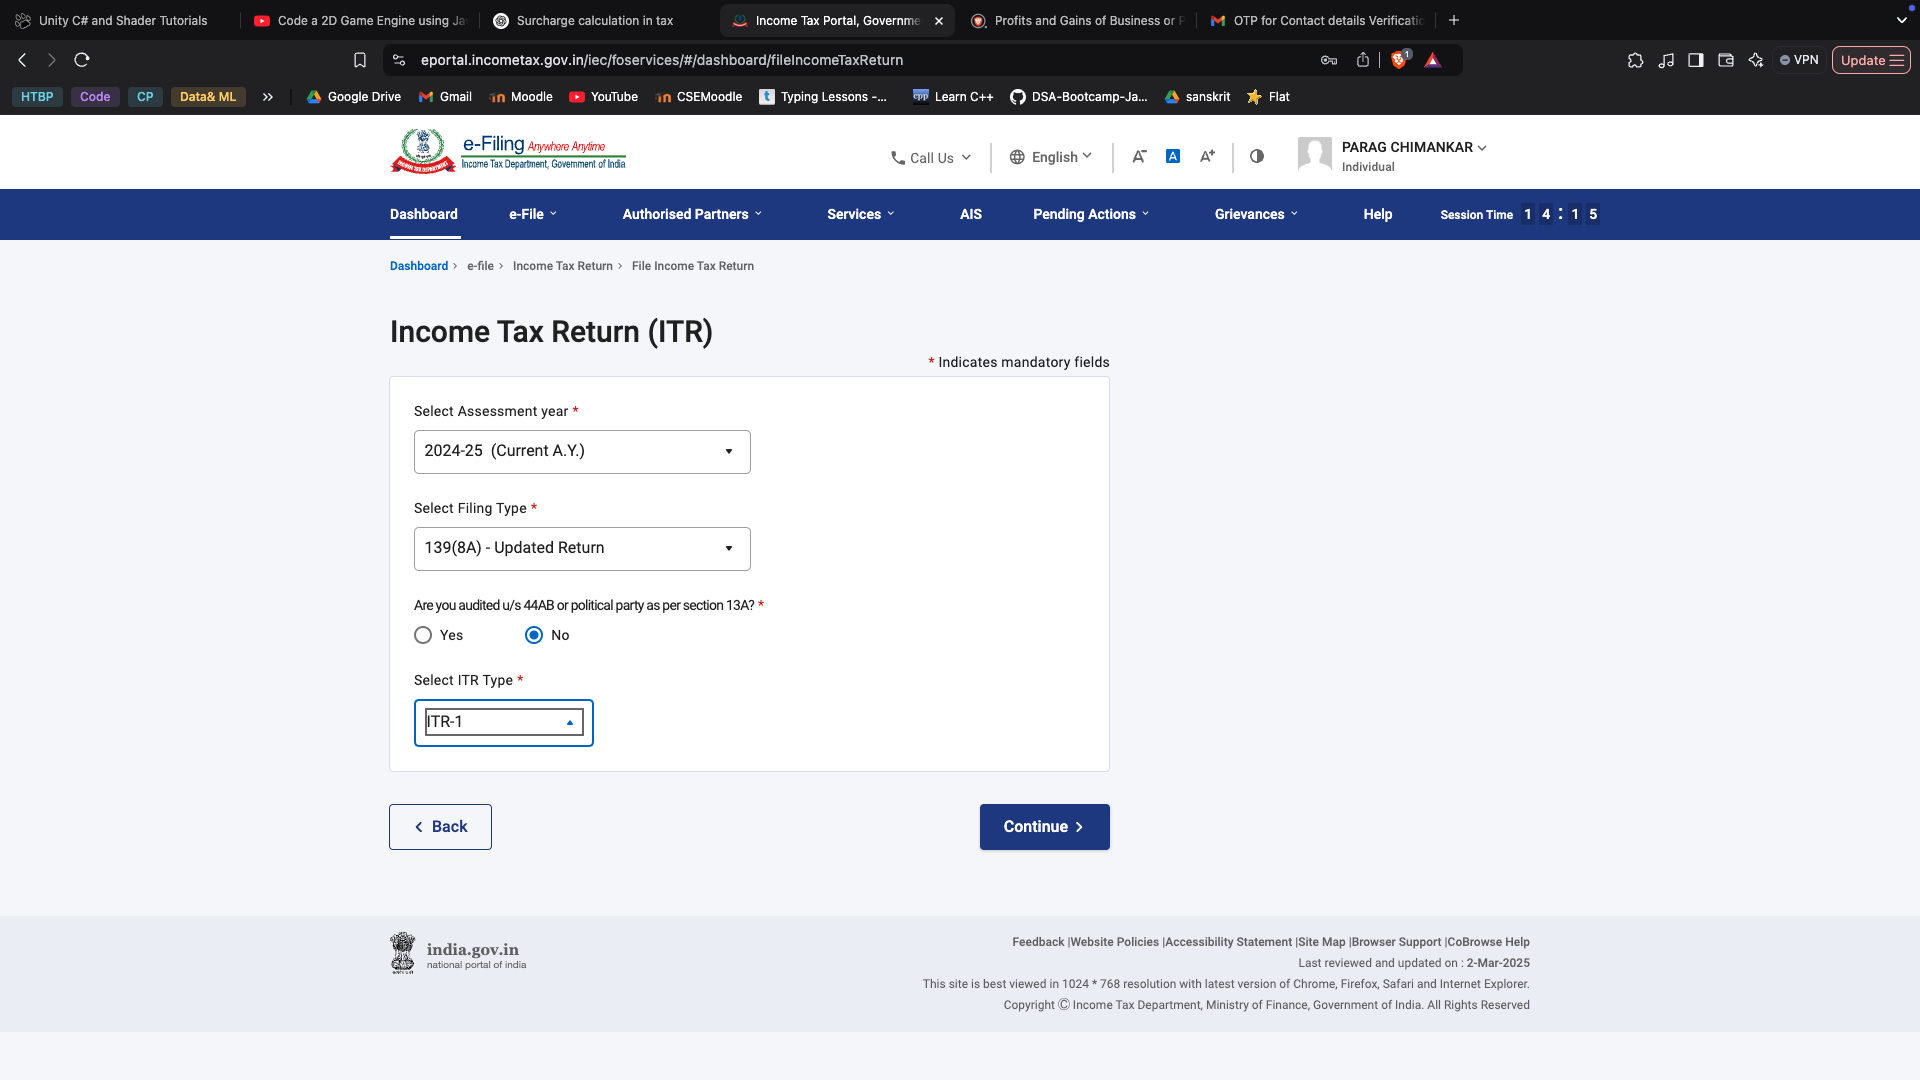 Unity C# and Shader Tutorials
Code a 2D Game Engine using Ja
Surcharge calculation in tax
Income Tax Portal, Governme
Profits and Gains of Business or P
OTP for Contact details Verificatio
eportal.incometax.gov.in/iec/foservices/#/dashboard/fileIncomeTaxReturn
1
VPN
Update
HTBP
Code
CP
Data& ML
Google Drive
Gmail
Moodle
YouTube
CSEMoodle
Typing Lessons -...
Learn C++
DSA-Bootcamp-Ja...
sanskrit
Flat
e-Filing Anywhere Anytime
Income Tax Department, Government of India
Call Us
English
A-
A
A+
PARAG CHIMANKAR
Individual
Dashboard
e-File
Authorised Partners
Services
AIS
Pending Actions
Grievances
Help
Session Time 1 4 : 1 5
Dashboard > e-file > Income Tax Return > File Income Tax Return
Income Tax Return (ITR)
* Indicates mandatory fields
Select Assessment year *
2024-25 (Current A.Y.)
Select Filing Type *
139(8A) - Updated Return
Are you audited u/s 44AB or political party as per section 13A? *
Yes
No
Select ITR Type *
ITR-1
Back
Continue
india.gov.in
national portal of india
Feedback |Website Policies |Accessibility Statement |Site Map |Browser Support |CoBrowse Help
Last reviewed and updated on : 2-Mar-2025
This site is best viewed in 1024 * 768 resolution with latest version of Chrome, Firefox, Safari and Internet Explorer.
Copyright © Income Tax Department, Ministry of Finance, Government of India. All Rights Reserved